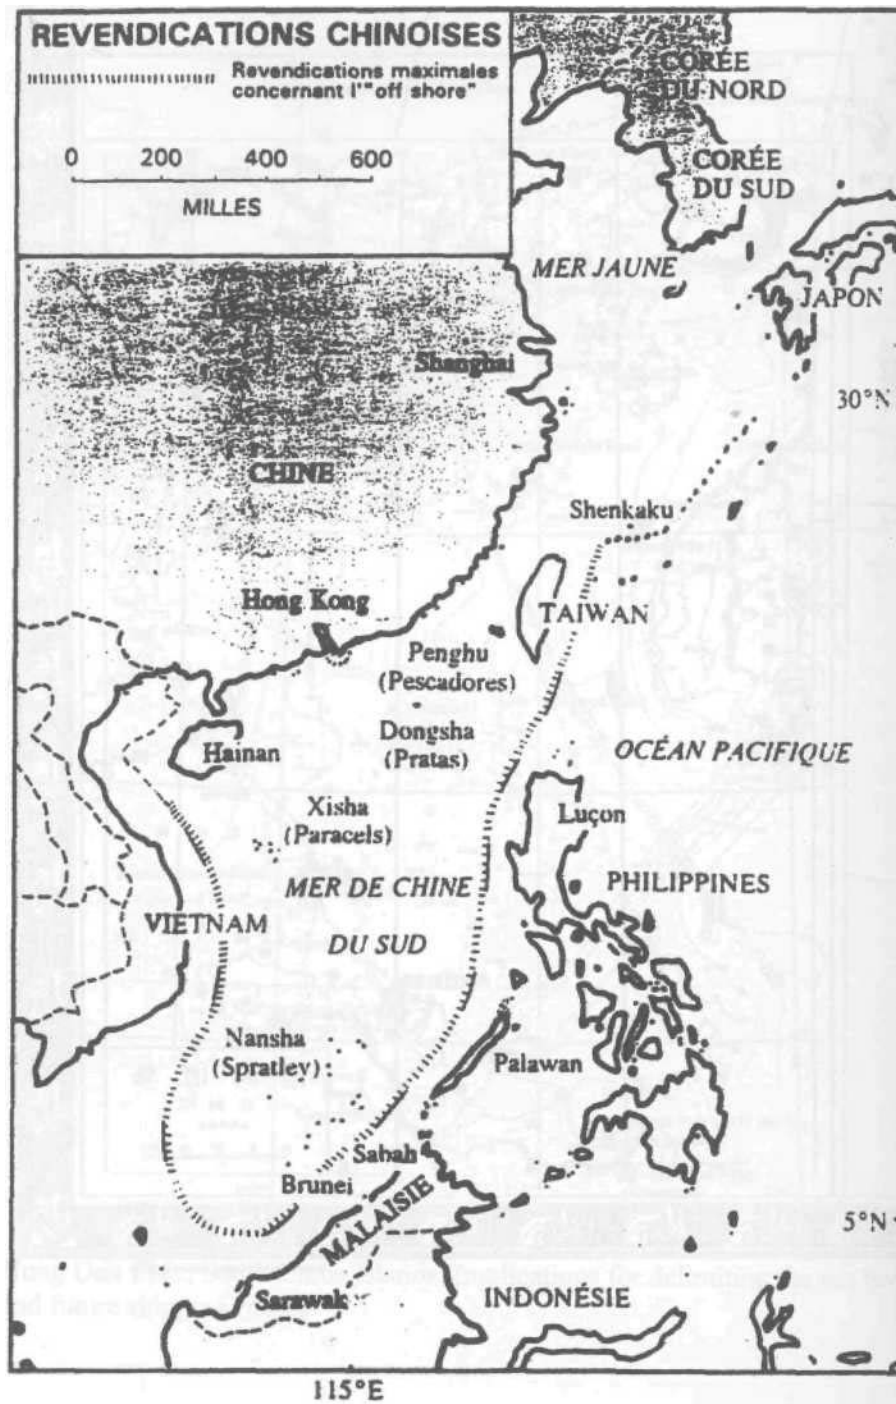 REVENDICATIONS CHINOISES
Revendications maximales
concernant l'"off shore"
0 200 400 600
MILLES
CORÉE
DU NORD
CORÉE
DU SUD
MER JAUNE
JAPON
Shanghai
30°N
CHINE
Shenkaku
Hong Kong
TAIWAN
Penghu
(Pescadores)
Dongsha
(Pratas)
Hainan
OCÉAN PACIFIQUE
Xisha
(Paracels)
Luçon
MER DE CHINE
DU SUD
PHILIPPINES
VIETNAM
Nansha
(Spratley)
Palawan
Sabah
Brunei
MALAISIE
5°N
Sarawak
INDONÉSIE
115°E